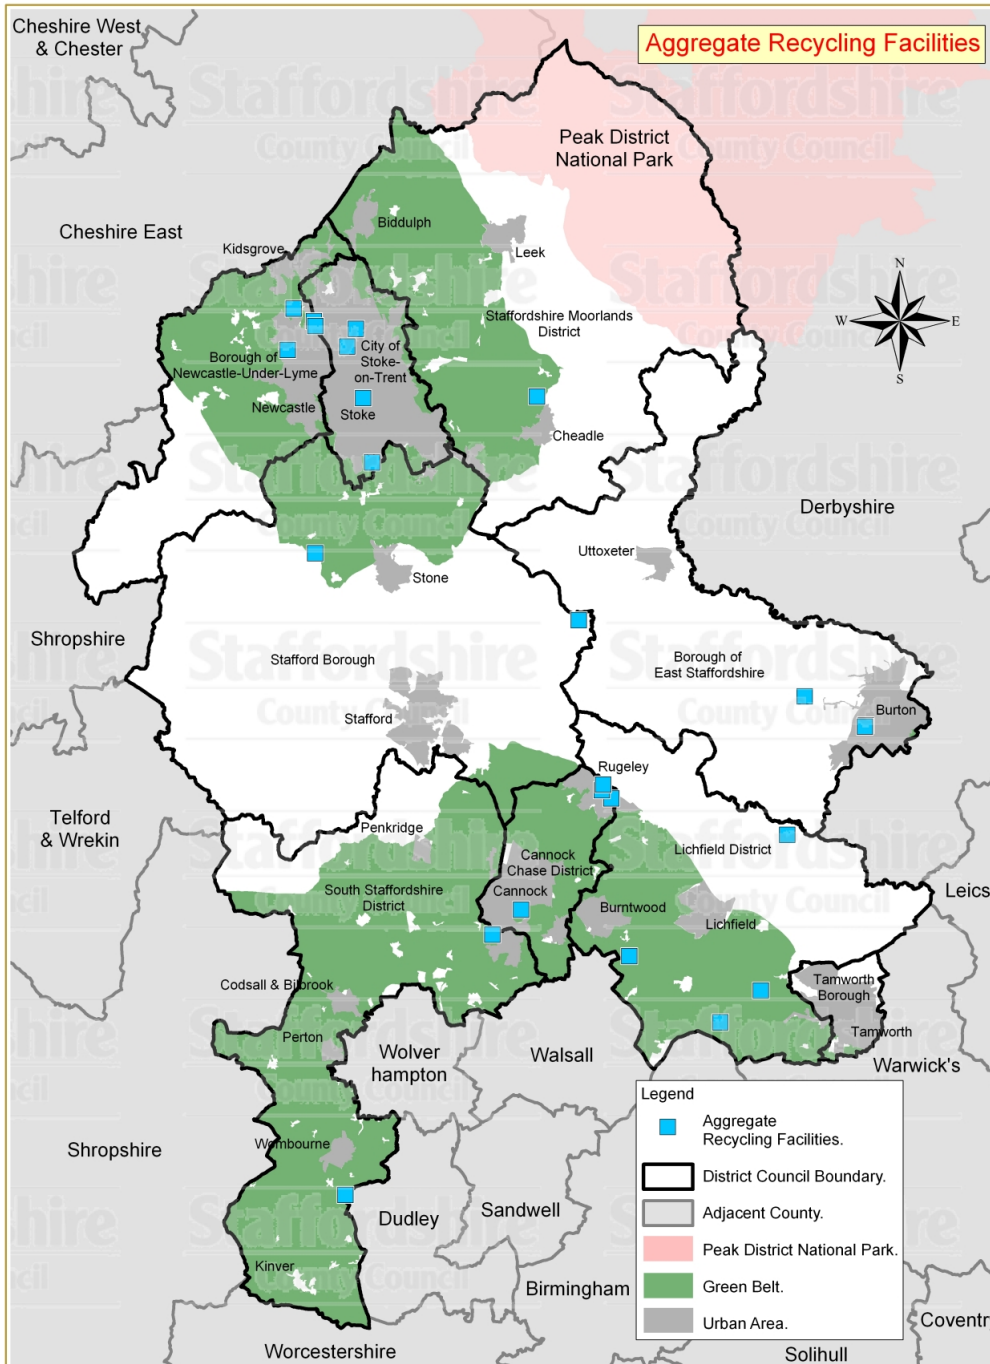 Cheshire West
& Chester
Aggregate Recycling Facilities
Peak District
National Park
Cheshire East
Biddulph
Kidsgrove
Leek
N
W
E
S
Staffordshire Moorlands
District
Borough of
Newcastle-Under-Lyme
City of
Stoke-
on-Trent
Newcastle
Stoke
Cheadle
Derbyshire
Uttoxeter
Stone
Shropshire
Stafford Borough
Borough of
East Staffordshire
Stafford
Burton
Rugeley
Telford
& Wrekin
Penkridge
Lichfield District
Cannock
Chase District
South Staffordshire
District
Cannock
Leics
Burntwood
Lichfield
Codsall & Bilbrook
Tamworth
Borough
Perton
Tamworth
Wolver
hampton
Walsall
Warwick's
Legend
Aggregate
Recycling Facilities.
District Council Boundary.
Adjacent County.
Peak District National Park.
Green Belt.
Urban Area.
Wombourne
Shropshire
Dudley
Sandwell
Kinver
Birmingham
Coventr
Worcestershire
Solihull
Staffordshire
County Council